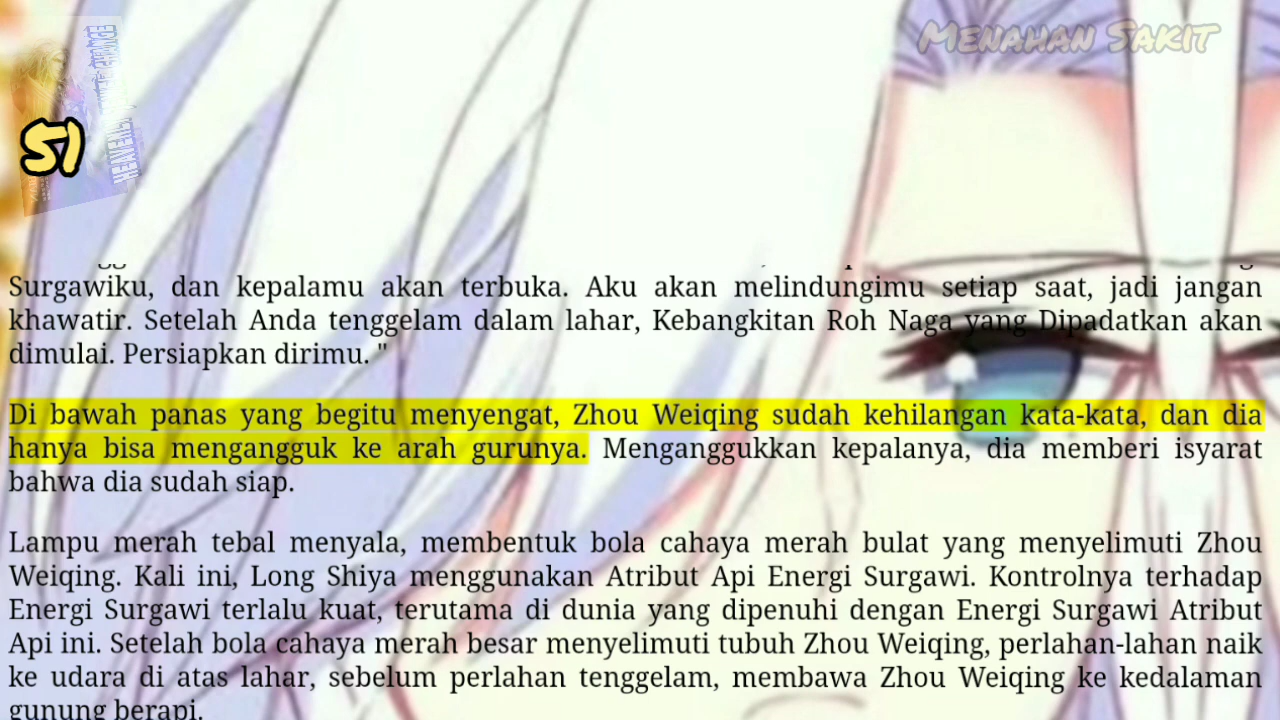 Menahan Sakit
51
Surgawiku, dan kepalamu akan terbuka. Aku akan melindungimu setiap saat, jadi jangan
khawatir. Setelah Anda tenggelam dalam lahar, Kebangkitan Roh Naga yang Dipadatkan akan
dimulai. Persiapkan dirimu. "
Di bawah panas yang begitu menyengat, Zhou Weiqing sudah kehilangan kata-kata, dan dia
hanya bisa mengangguk ke arah gurunya. Menganggukkan kepalanya, dia memberi isyarat
bahwa dia sudah siap.
Lampu merah tebal menyala, membentuk bola cahaya merah bulat yang menyelimuti Zhou
Weiqing. Kali ini, Long Shiya menggunakan Atribut Api Energi Surgawi. Kontrolnya terhadap
Energi Surgawi terlalu kuat, terutama di dunia yang dipenuhi dengan Energi Surgawi Atribut
Api ini. Setelah bola cahaya merah besar menyelimuti tubuh Zhou Weiqing, perlahan-lahan naik
ke udara di atas lahar, sebelum perlahan tenggelam, membawa Zhou Weiqing ke kedalaman
gunung berapi.